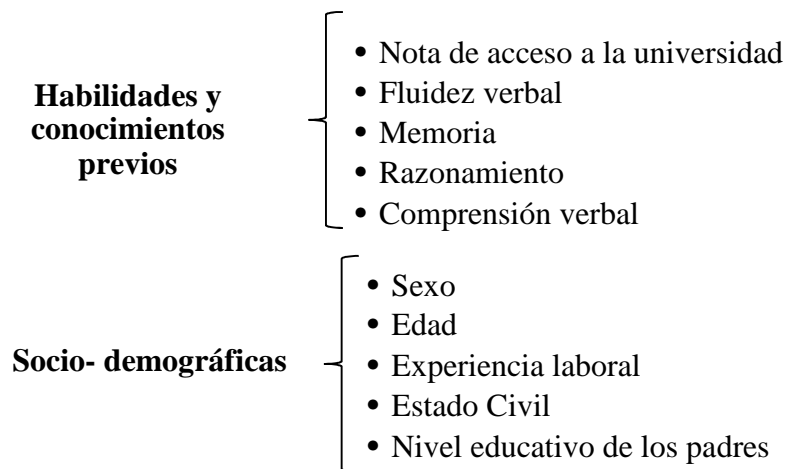 Habilidades y
conocimientos
previos
• Nota de acceso a la universidad
• Fluidez verbal
• Memoria
• Razonamiento
• Comprensión verbal
Socio- demográficas
• Sexo
• Edad
• Experiencia laboral
• Estado Civil
• Nivel educativo de los padres